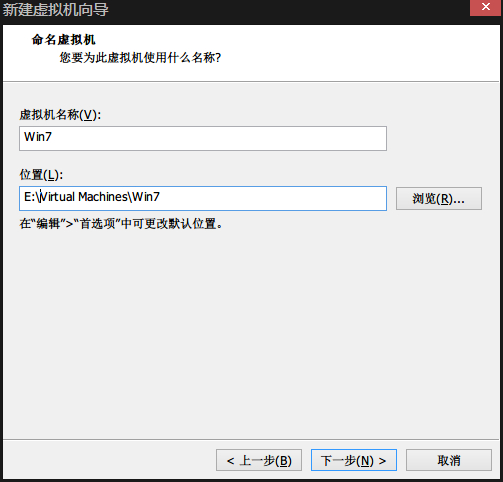 新建虚拟机向导
命名虚拟机
您要为此虚拟机使用什么名称?
虚拟机名称(V):
Win7
位置(L):
E:\Virtual Machines\Win7
浏览(R)...
在“编辑”>“首选项”中可更改默认位置。
< 上一步(B)
下一步(N) >
取消